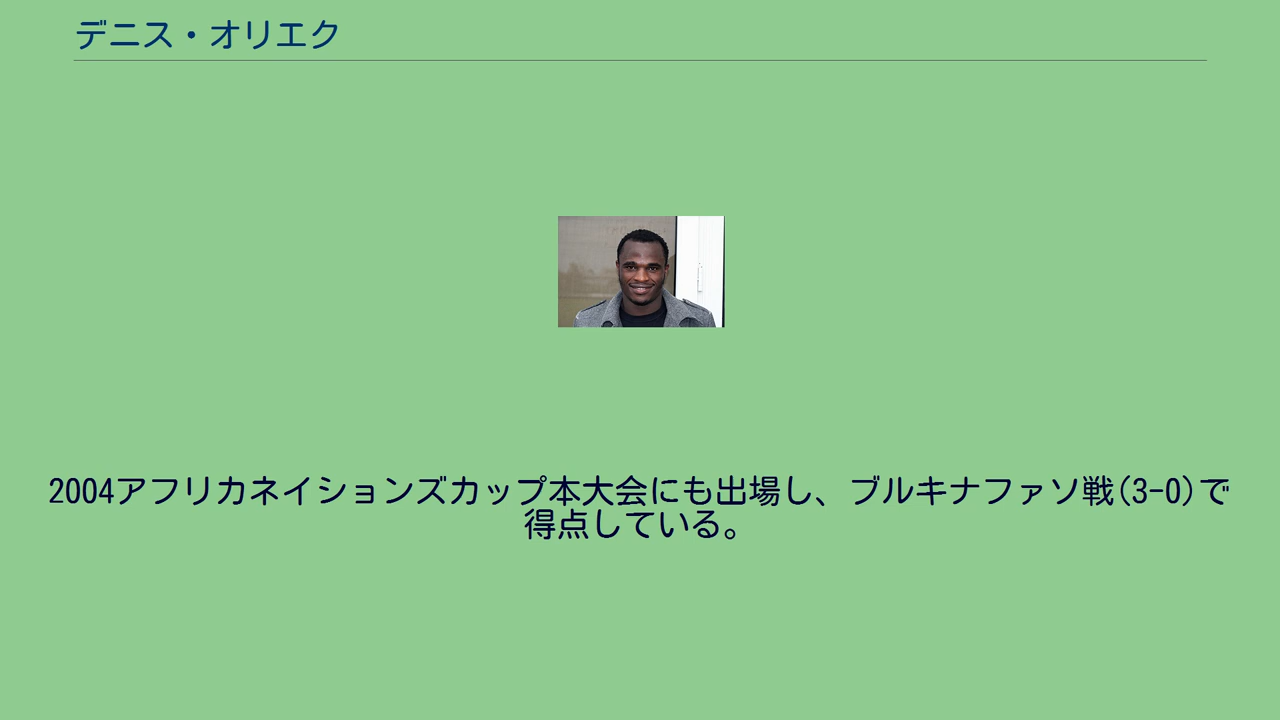 デニス・オリエク
2004アフリカネイションズカップ本大会にも出場し、ブルキナファソ戦(3-0)で
得点している。